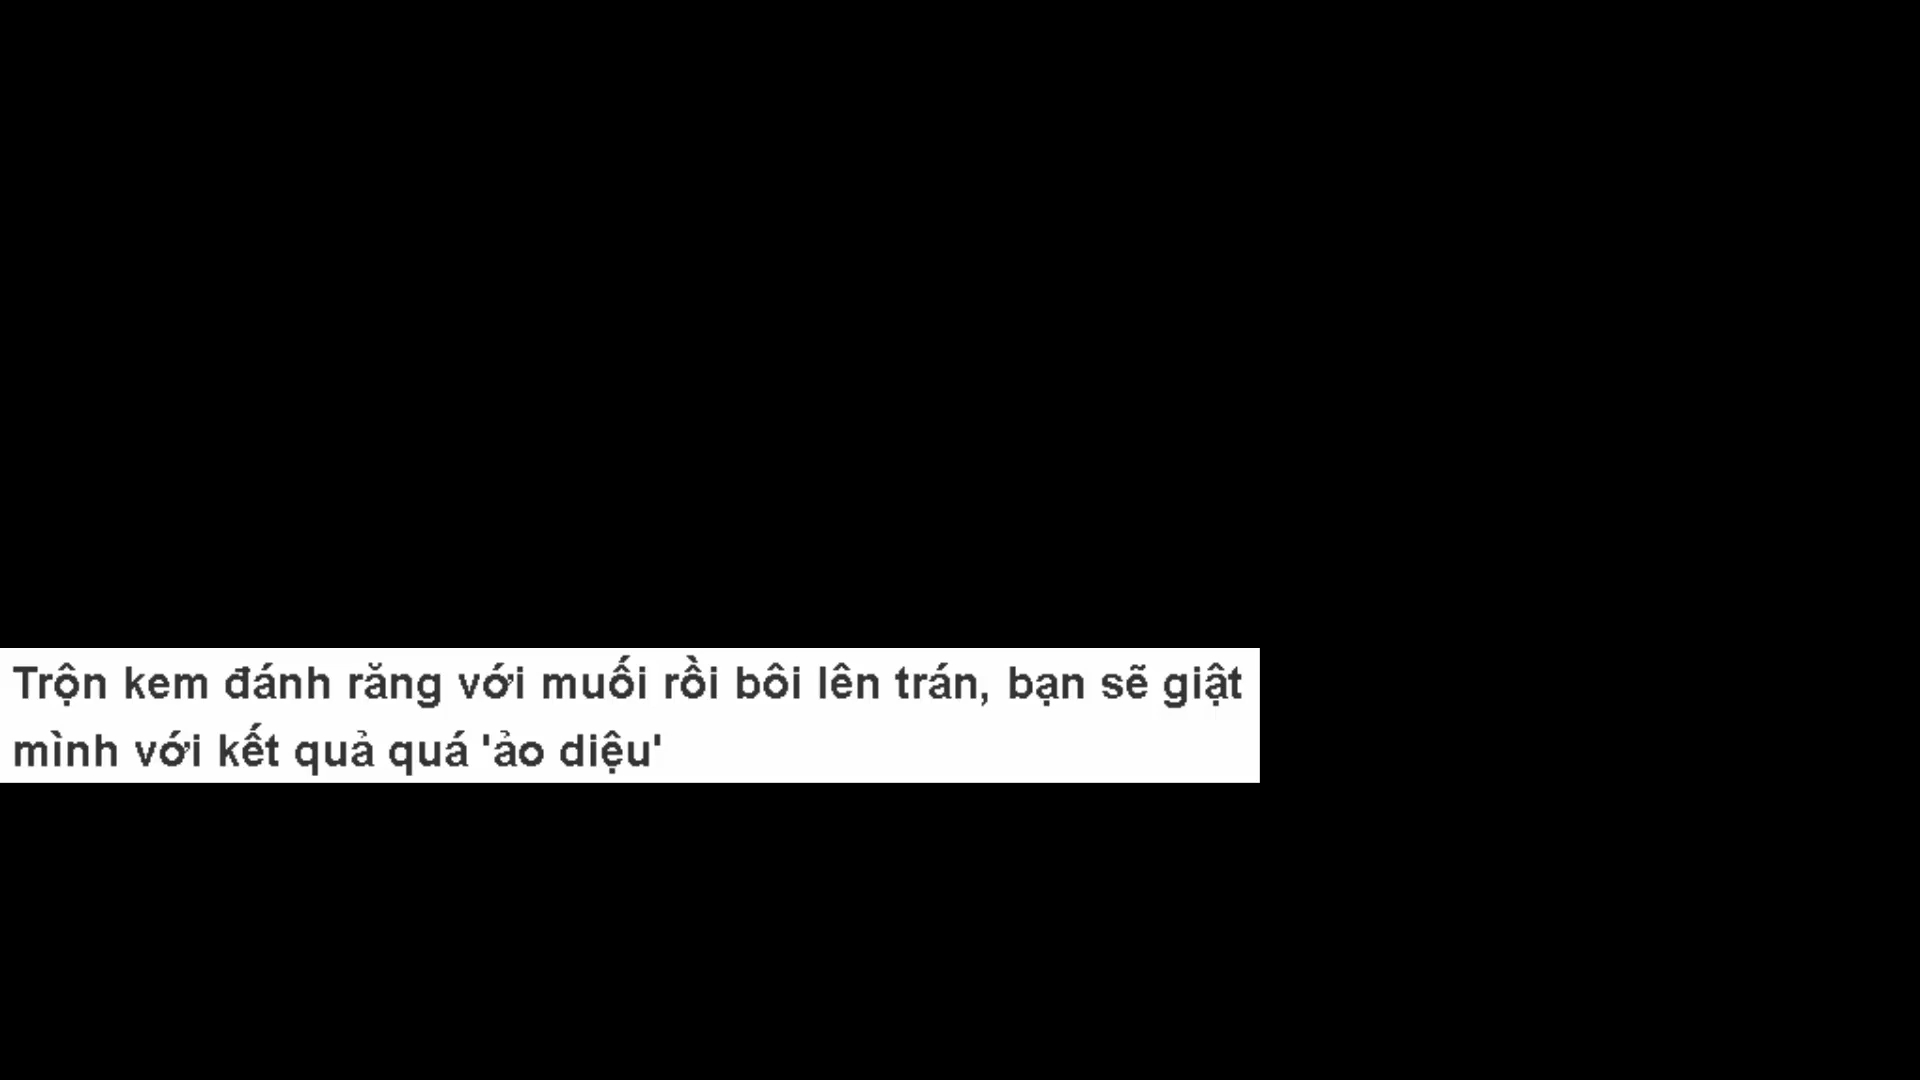 Trộn kem đánh răng với muối rồi bôi lên trán, bạn sẽ giật
mình với kết quả quá 'ảo diệu'